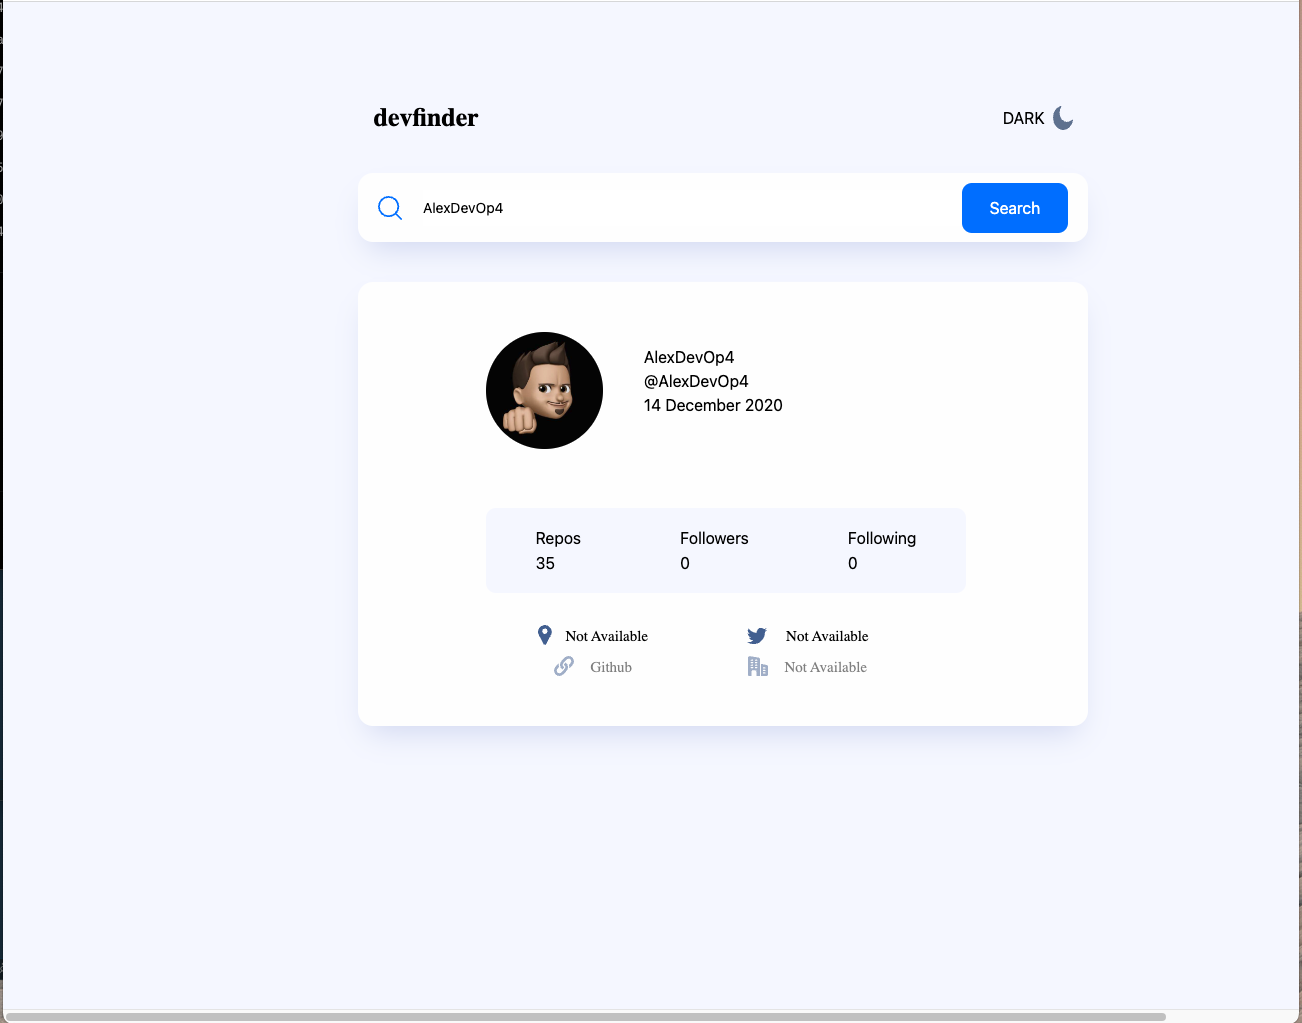 devfinder
DARK
AlexDevOp4
Search
AlexDevOp4
@AlexDevOp4
14 December 2020
Repos Followers Following
35 0 0
Not Available Not Available
Github Not Available